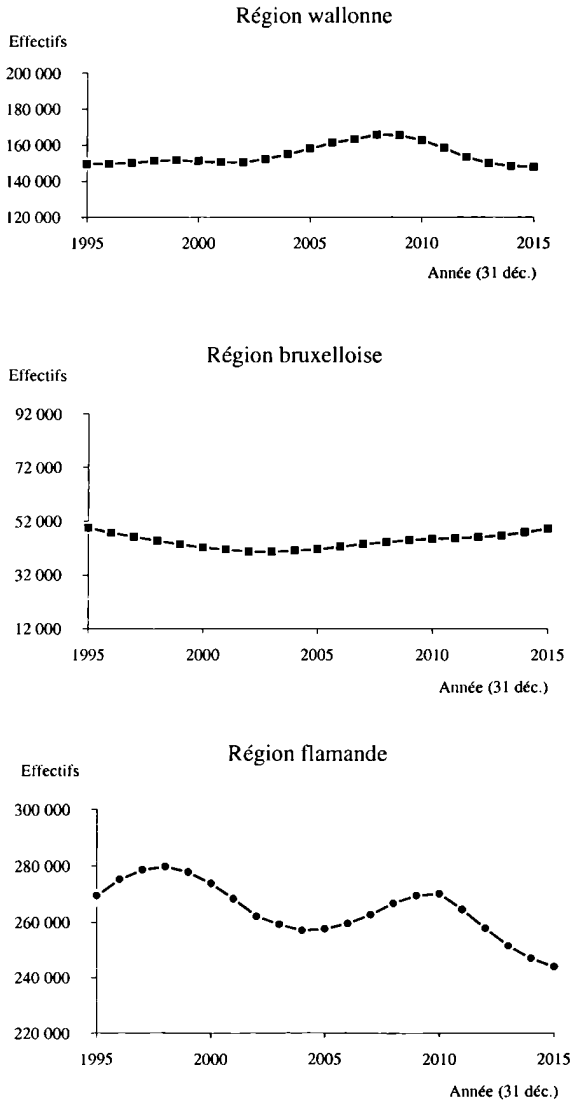 Région wallonne
Effectifs
200 000
180 000
160 000
140 000
120 000
1995 2000 2005 2010 2015
Année (31 déc.)
Région bruxelloise
Effectifs
92 000
72 000
52 000
32 000
12 000
1995 2000 2005 2010 2015
Année (31 déc.)
Région flamande
Effectifs
300 000
280 000
260 000
240 000
220 000
1995 2000 2005 2010 2015
Année (31 déc.)